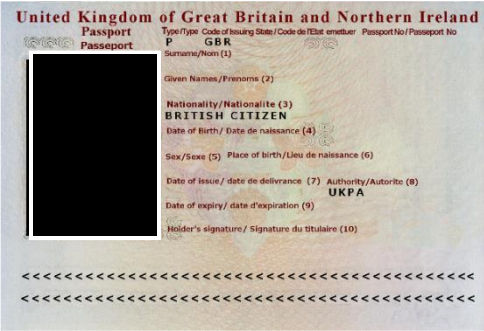 United Kingdom of Great Britain and Northern Ireland
Passport Type/Type Code of Issuing State/Code de l'Etat emetteur Passport No/Passeport No
Passeport P GBR
Surname/Nom (1)
Given Names/Prenoms (2)
Nationality/Nationalite (3)
BRITISH CITIZEN
Date of Birth/ Date de naissance (4)
Sex/Sexe (5) Place of birth/Lieu de naissance (6)
Date of issue/ date de delivrance (7) Authority/Autorite (8)
UKPA
Date of expiry/ date d'expiration (9)
Holder's signature/ Signature du titulaire (10)
<<<<<<<<<<<<<<<<<<<<<<<<<<<<<<<<<<<<<<<<<<<<
<<<<<<<<<<<<<<<<<<<<<<<<<<<<<<<<<<<<<<<<<<<<